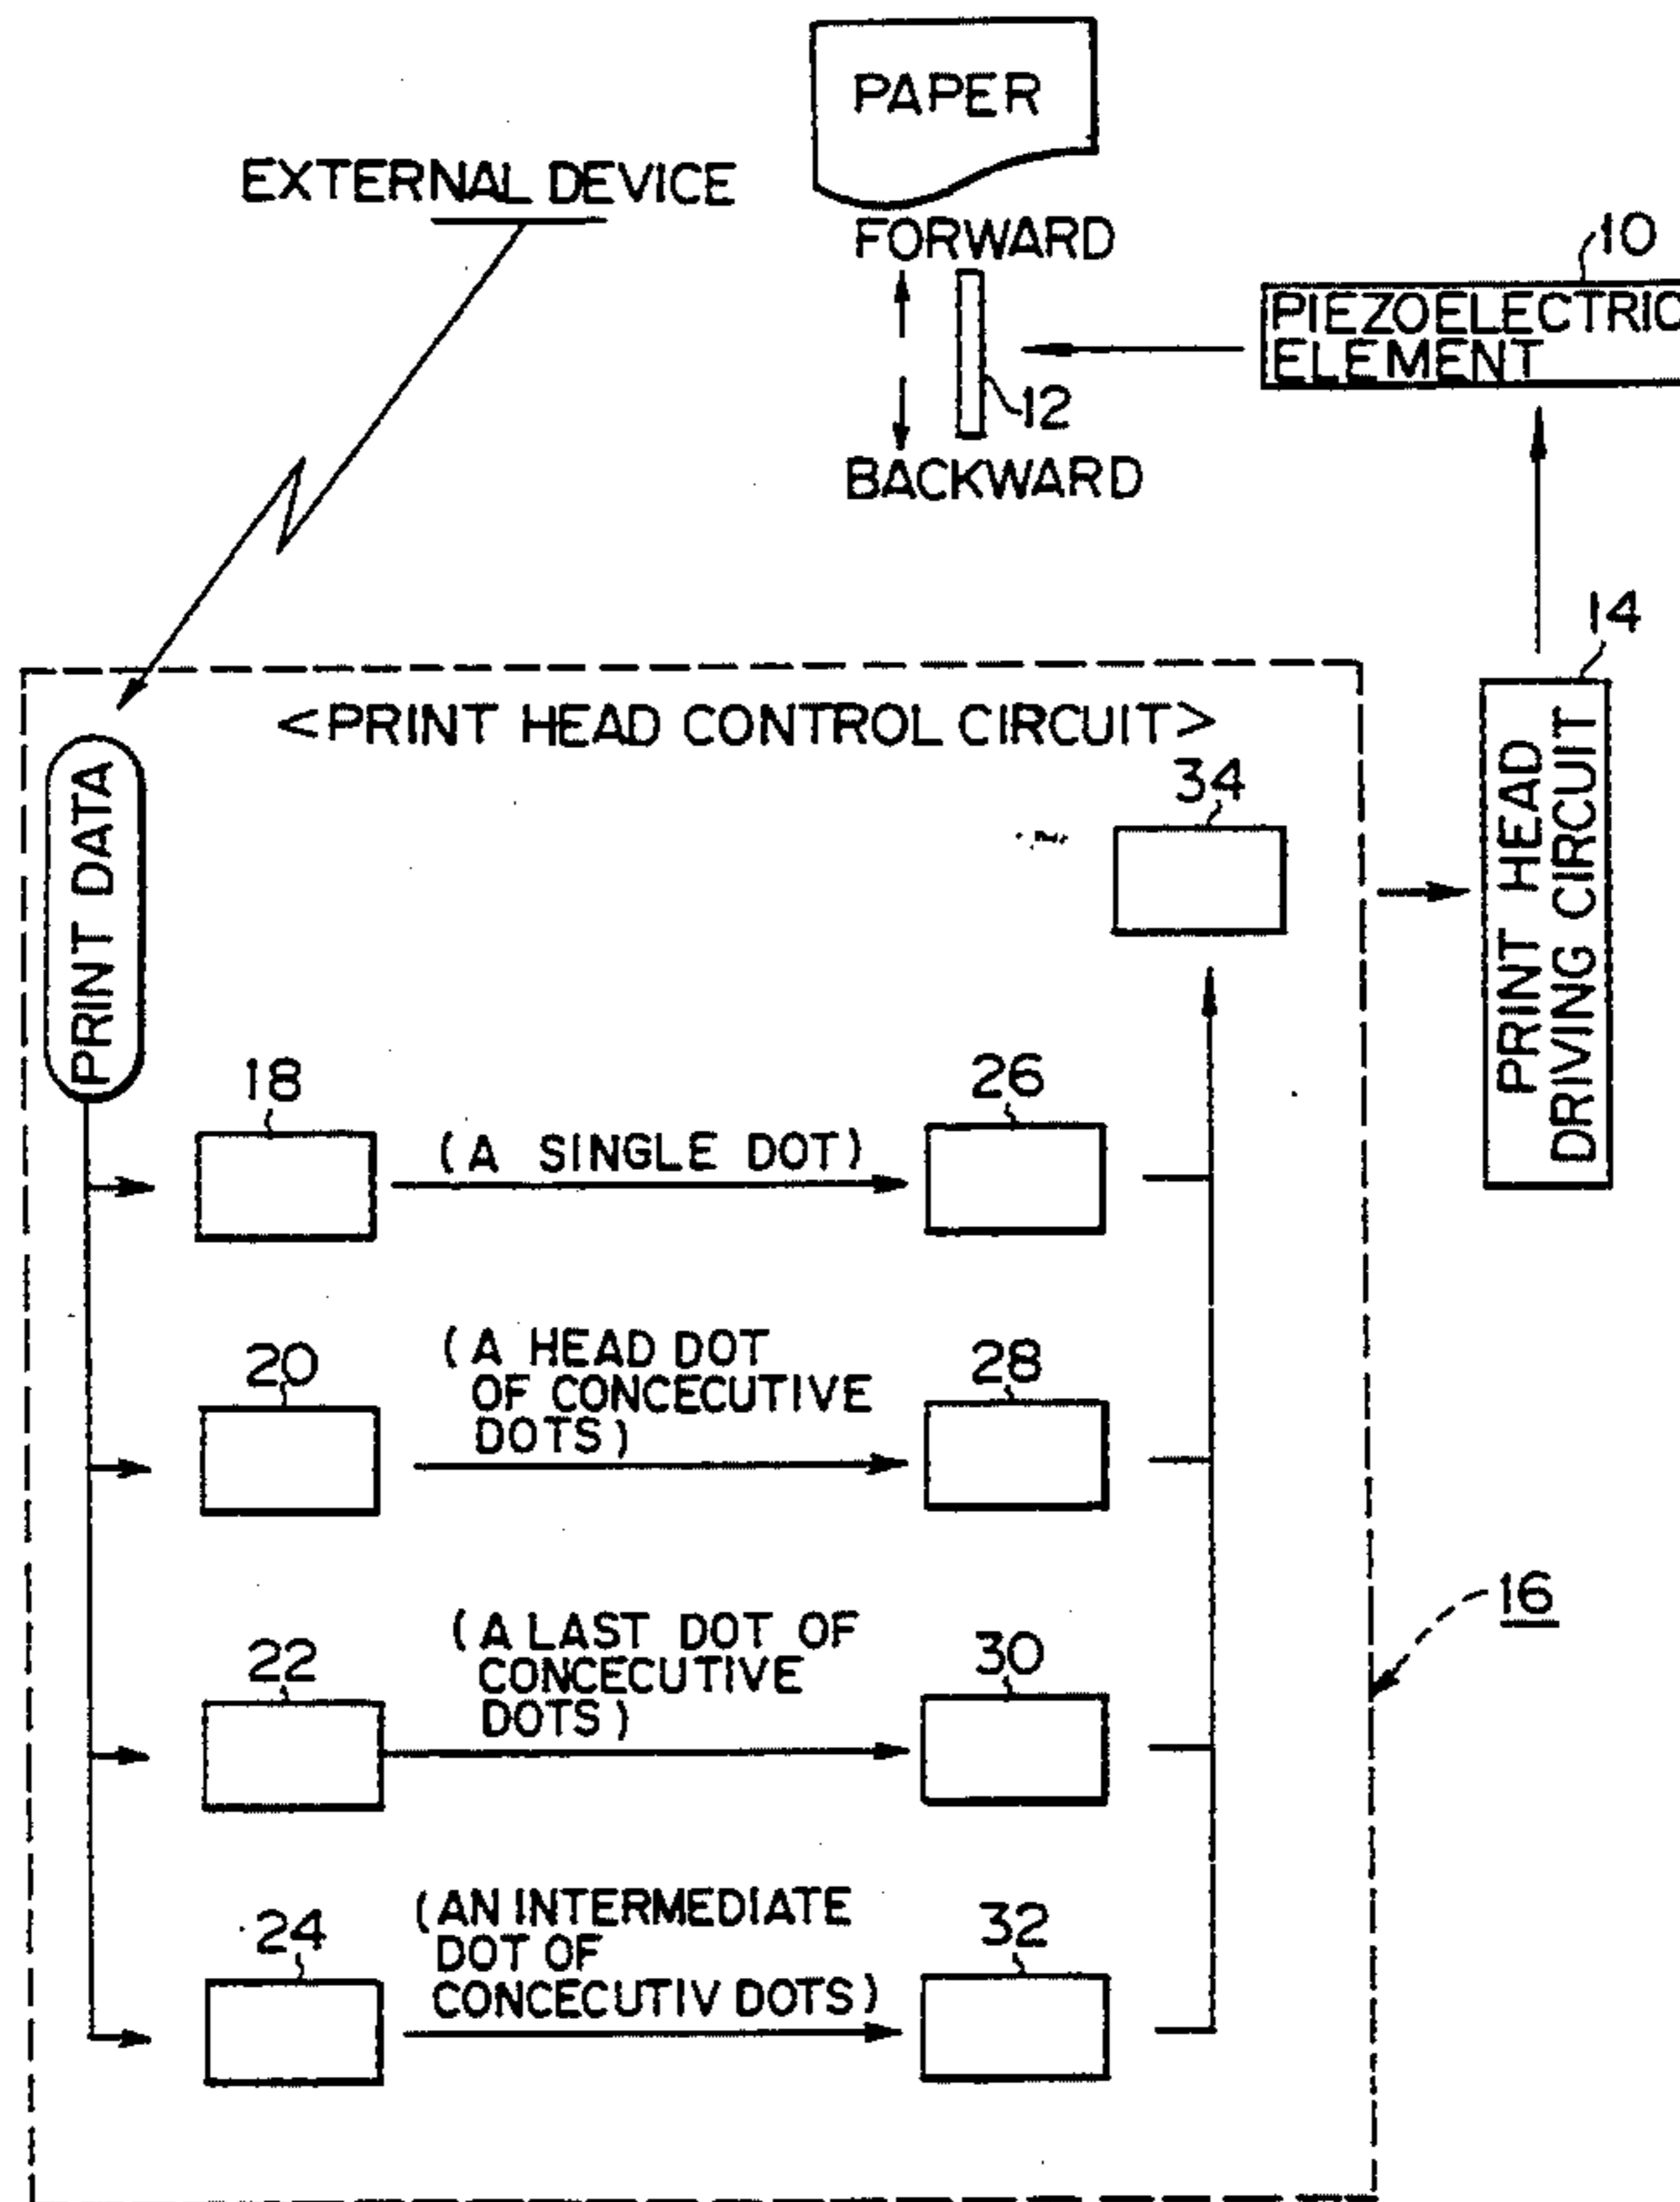 PAPER
EXTERNAL DEVICE
FORWARD
10
PIEZOELECTRIC
ELEMENT
12
BACKWARD
14
<PRINT HEAD CONTROL CIRCUIT>
34
PRINT DATA
PRINT HEAD
DRIVING CIRCUIT
18
(A SINGLE DOT)
26
20
(A HEAD DOT
OF CONCECUTIVE
DOTS)
28
16
22
(A LAST DOT OF
CONCECUTIVE
DOTS)
30
24
(AN INTERMEDIATE
DOT OF
CONCECUTIV DOTS)
32